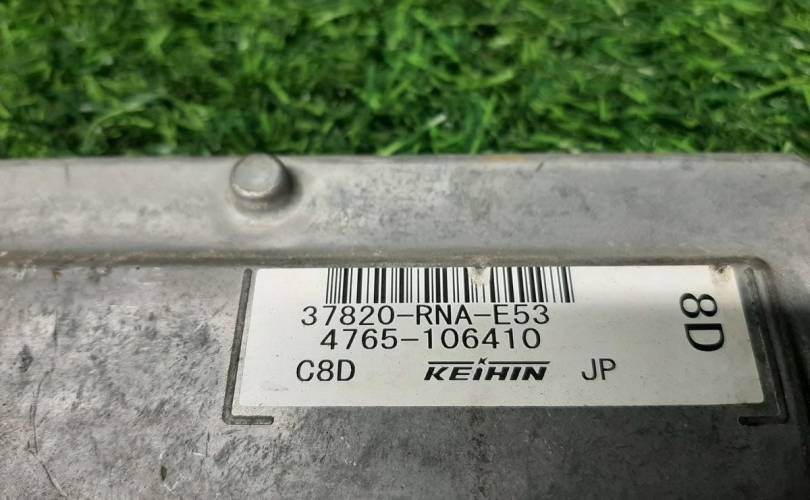 37820-RNA-E53
4765-106410
C8D KEIHIN JP
8D